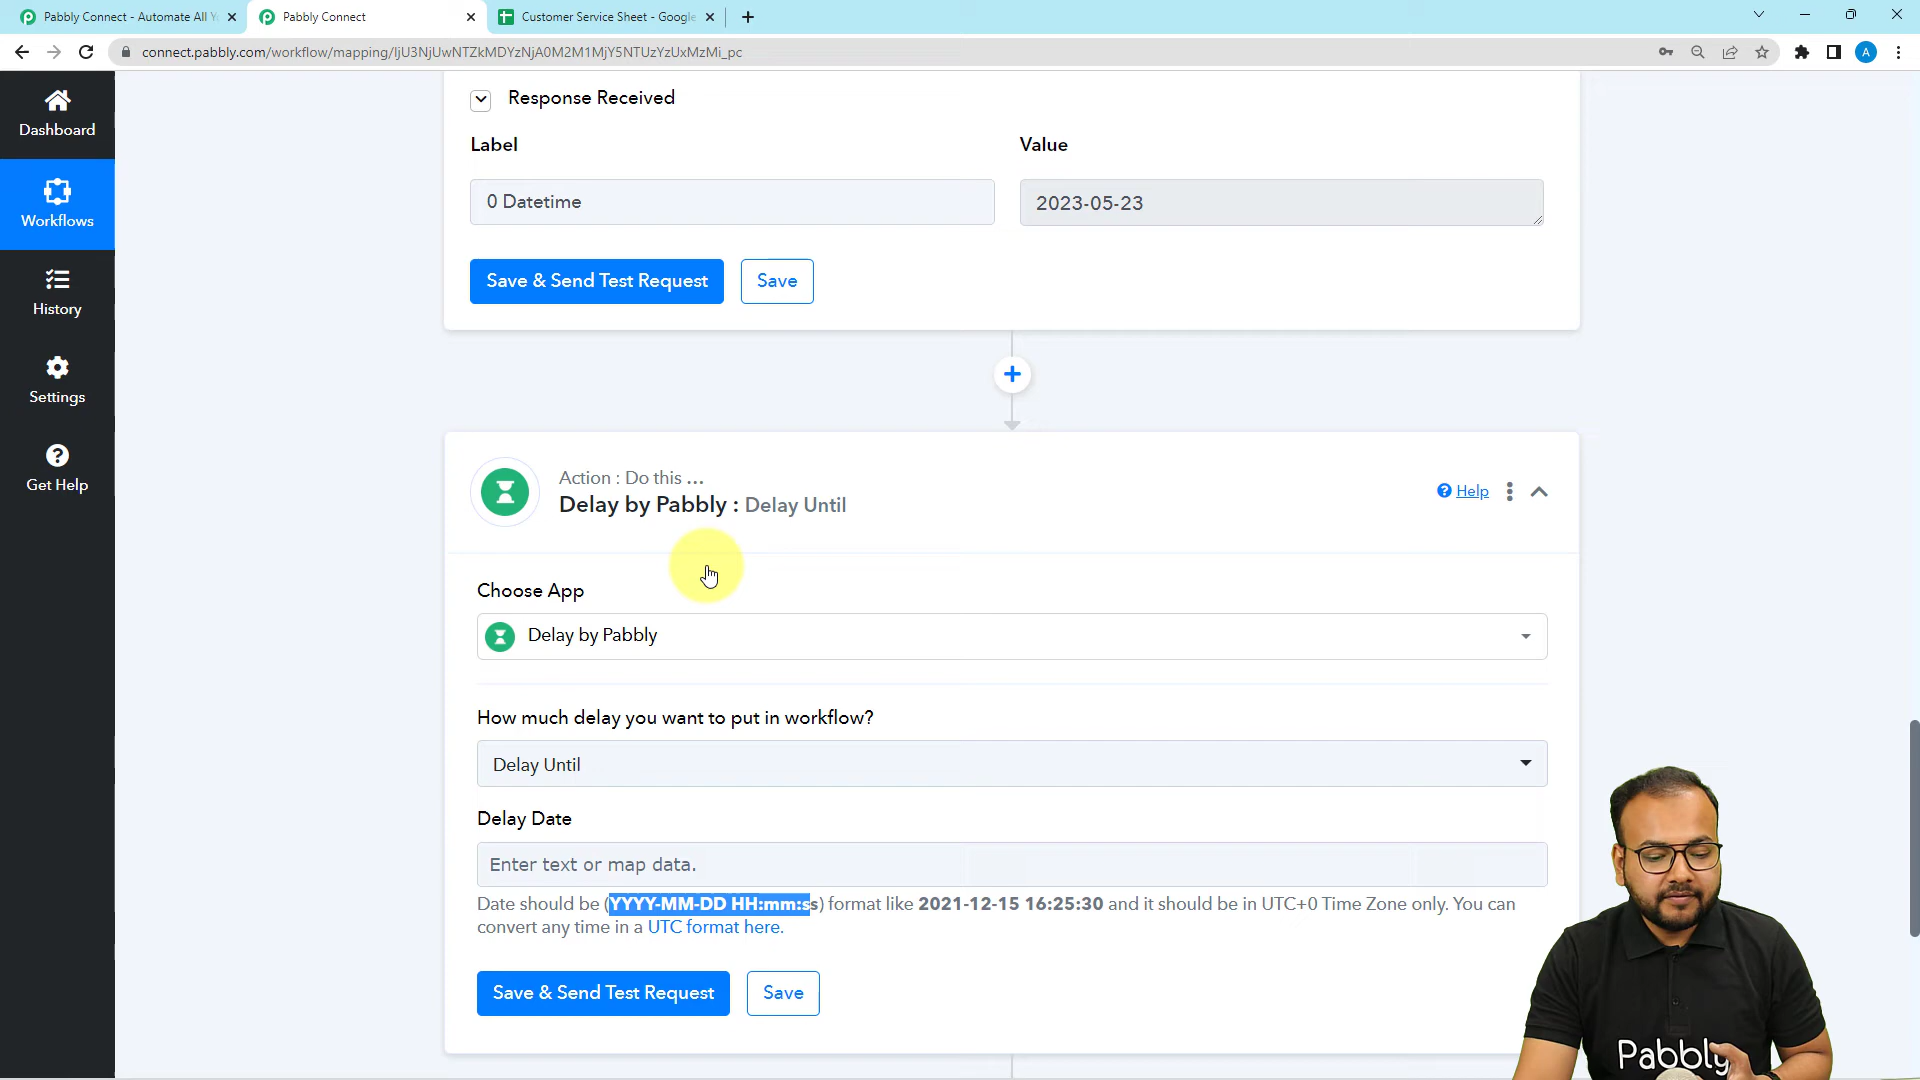 Pabbly Connect - Automate All Y
Pabbly Connect
Customer Service Sheet - Google
connect.pabbly.com/workflow/mapping/IjU3NjUwNTZkMDYzNjA0M2M1MjY5NTUzYzUxMzMi_pc
A
Dashboard
Workflows
History
Settings
Get Help
Response Received
Label
Value
0 Datetime
2023-05-23
Save & Send Test Request
Save
Action : Do this ...
Delay by Pabbly : Delay Until
Help
Choose App
Delay by Pabbly
How much delay you want to put in workflow?
Delay Until
Delay Date
Enter text or map data.
Date should be (YYYY-MM-DD HH:mm:ss) format like 2021-12-15 16:25:30 and it should be in UTC+0 Time Zone only. You can
convert any time in a UTC format here.
Save & Send Test Request
Save
Pabbly